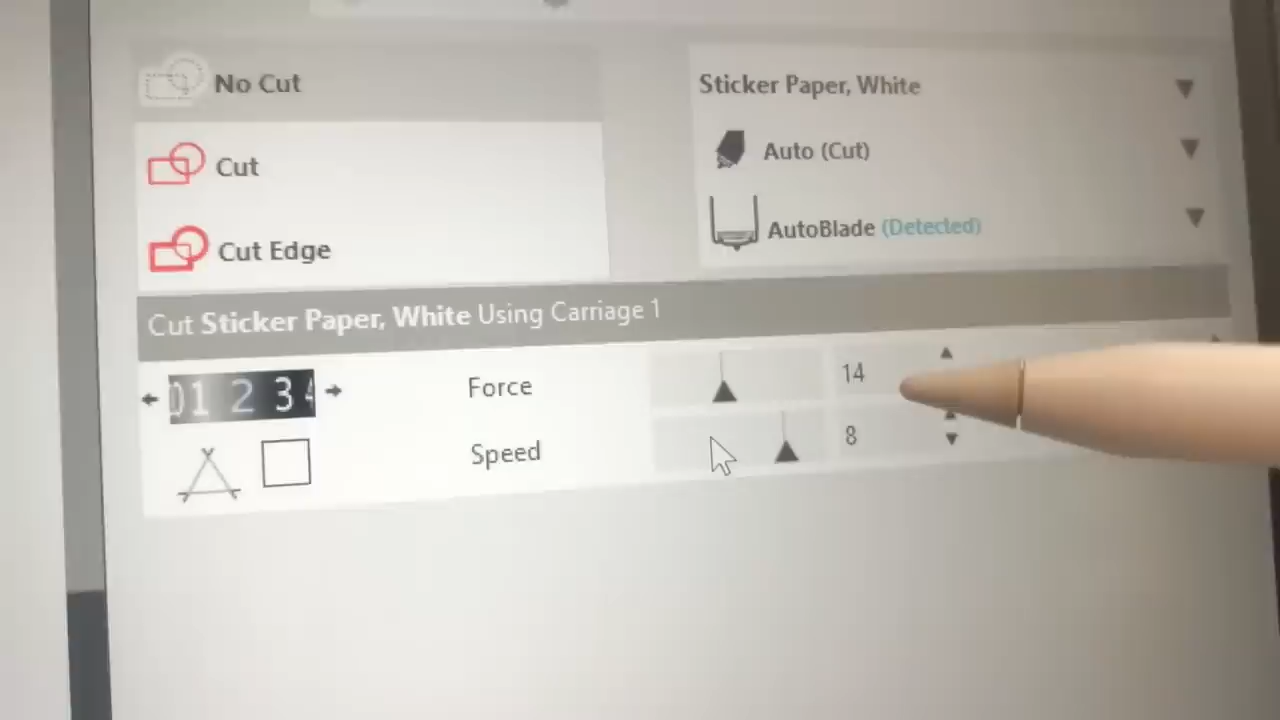 No Cut
Cut
Cut Edge
Sticker Paper, White
Auto (Cut)
AutoBlade (Detected)
Cut Sticker Paper, White Using Carriage 1
1 2 3
Force
14
Speed
8